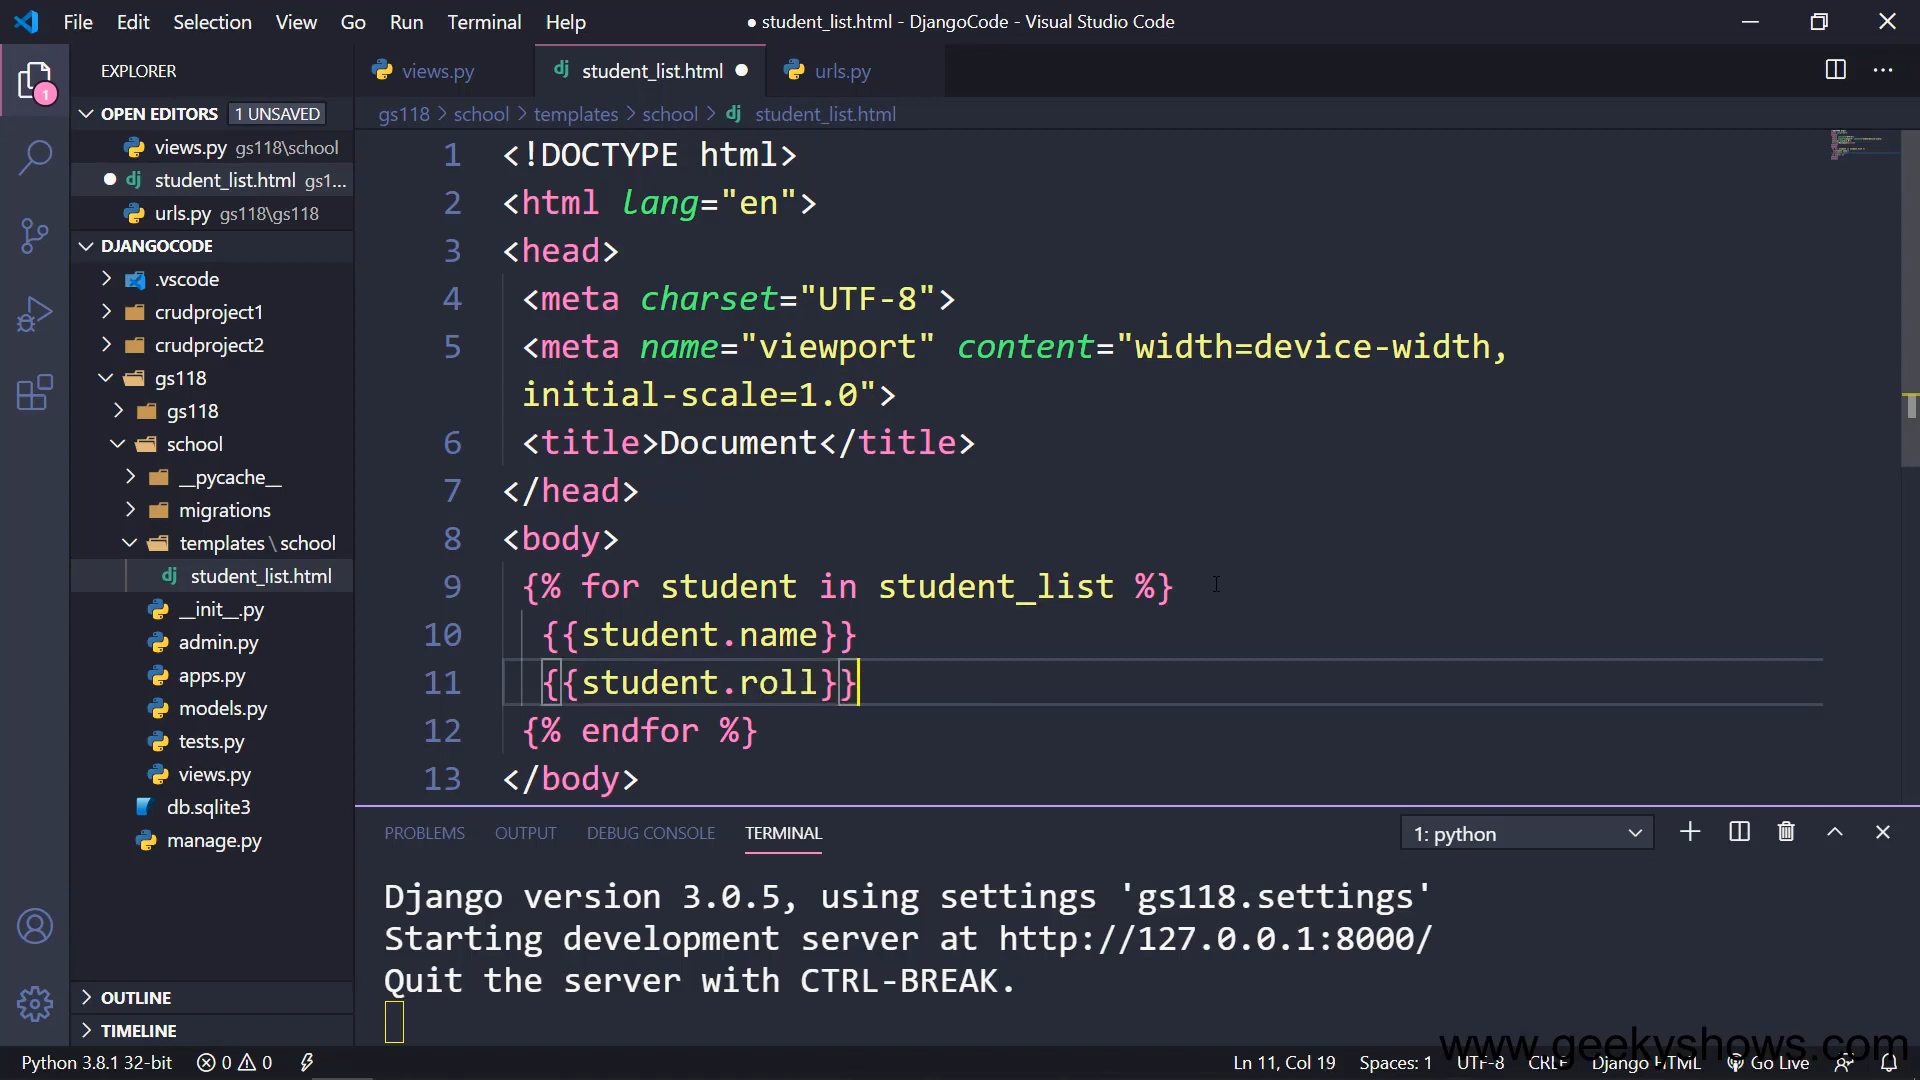 File Edit Selection View Go Run Terminal Help
● student_list.html - DjangoCode - Visual Studio Code
EXPLORER
OPEN EDITORS 1 UNSAVED
views.py gs118\school
student_list.html gs1...
urls.py gs118\gs118
DJANGOCODE
.vscode
crudproject1
crudproject2
gs118
gs118
school
__pycache__
migrations
templates\school
student_list.html
__init__.py
admin.py
apps.py
models.py
tests.py
views.py
db.sqlite3
manage.py
OUTLINE
TIMELINE
1
views.py student_list.html urls.py
gs118 > school > templates > school > student_list.html
1 <!DOCTYPE html>
2 <html lang="en">
3 <head>
4 <meta charset="UTF-8">
5 <meta name="viewport" content="width=device-width,
initial-scale=1.0">
6 <title>Document</title>
7 </head>
8 <body>
9 {% for student in student_list %}
10 {{student.name}}
11 {{student.roll}}
12 {% endfor %}
13 </body>
PROBLEMS OUTPUT DEBUG CONSOLE TERMINAL 1: python
Django version 3.0.5, using settings 'gs118.settings'
Starting development server at http://127.0.0.1:8000/
Quit the server with CTRL-BREAK.
www.geekyshows.com
Python 3.8.1 32-bit 0 0 Ln 11, Col 19 Spaces: 1 UTF-8 CRLF Django HTML Go Live